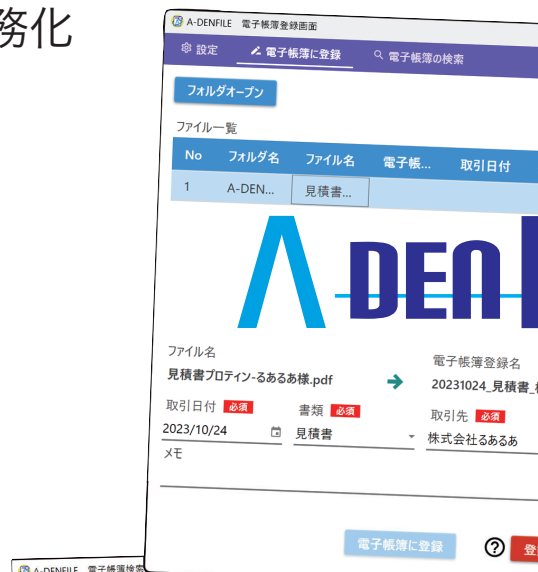 務化
A-DENFILE 電子帳簿登録画面
設定 電子帳簿に登録 電子帳簿の検索
フォルダオープン
ファイル一覧
No フォルダ名 ファイル名 電子帳... 取引日付
1 A-DEN... 見積書...
A DEN
ファイル名 電子帳簿登録名
見積書プロティン-るあるあ様.pdf → 20231024_見積書_
取引日付 必須 書類 必須 取引先 必須
2023/10/24 見積書 株式会社るあるあ
メモ
電子帳簿に登録 ? 登
A-DENFILE 電子帳簿検索